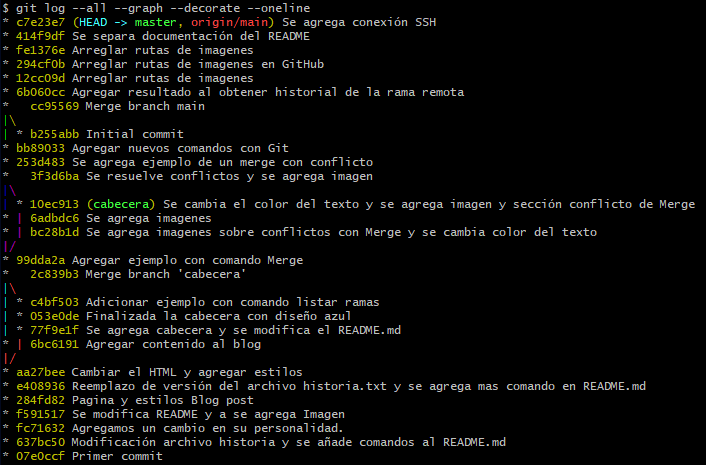 $ git log --all --graph --decorate --oneline
* c7e23e7 (HEAD -> master, origin/main) Se agrega conexión SSH
* 414f9df Se separa documentación del README
* fe1376e Arreglar rutas de imagenes
* 294cf0b Arreglar rutas de imagenes en GitHub
* 12cc09d Arreglar rutas de imagenes
* 6b060cc Agregar resultado al obtener historial de la rama remota
*   cc95569 Merge branch main
|\
| * b255abb Initial commit
* bb89033 Agregar nuevos comandos con Git
* 253d483 Se agrega ejemplo de un merge con conflicto
*   3f3d6ba Se resuelve conflictos y se agrega imagen
|\
| * 10ec913 (cabecera) Se cambia el color del texto y se agrega imagen y sección conflicto de Merge
* | 6adbdc6 Se agrega imagenes
* | bc28b1d Se agrega imagenes sobre conflictos con Merge y se cambia color del texto
|/
* 99dda2a Agregar ejemplo con comando Merge
*   2c839b3 Merge branch 'cabecera'
|\
| * c4bf503 Adicionar ejemplo con comando listar ramas
| * 053e0de Finalizada la cabecera con diseño azul
| * 77f9e1f Se agrega cabecera y se modifica el README.md
* | 6bc6191 Agregar contenido al blog
|/
* aa27bee Cambiar el HTML y agregar estilos
* e408936 Reemplazo de versión del archivo historia.txt y se agrega mas comando en README.md
* 284fd82 Pagina y estilos Blog post
* f591517 Se modifica README y a se agrega Imagen
* fc71632 Agregamos un cambio en su personalidad.
* 637bc50 Modificación archivo historia y se añade comandos al README.md
* 07e0ccf Primer commit